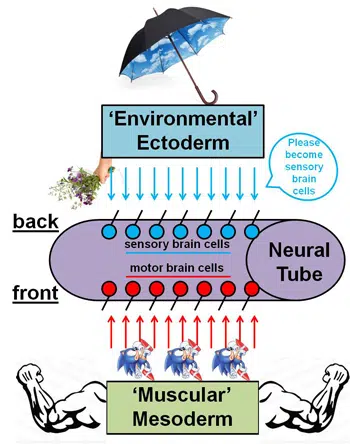 'Environmental'
Ectoderm
Please
become
sensory
brain
cells
back
sensory brain cells
motor brain cells
front
Neural
Tube
'Muscular'
Mesoderm